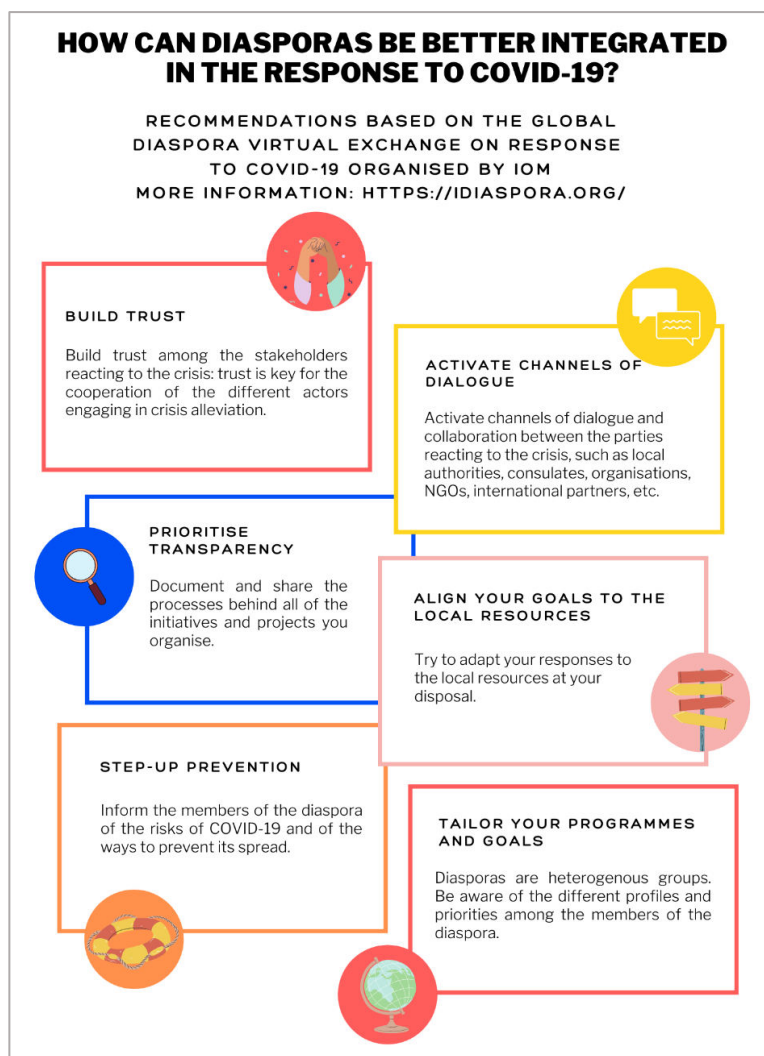 HOW CAN DIASPORAS BE BETTER INTEGRATED
IN THE RESPONSE TO COVID-19?
RECOMMENDATIONS BASED ON THE GLOBAL
DIASPORA VIRTUAL EXCHANGE ON RESPONSE
TO COVID-19 ORGANISED BY IOM
MORE INFORMATION: HTTPS://IDIASPORA.ORG/
BUILD TRUST
Build trust among the stakeholders
reacting to the crisis: trust is key for the
cooperation of the different actors
engaging in crisis alleviation.
ACTIVATE CHANNELS OF
DIALOGUE
Activate channels of dialogue and
collaboration between the parties
reacting to the crisis, such as local
authorities, consulates, organisations,
NGOs, international partners, etc.
PRIORITISE
TRANSPARENCY
Document and share the
processes behind all of the
initiatives and projects you
organise.
ALIGN YOUR GOALS TO THE
LOCAL RESOURCES
Try to adapt your responses to
the local resources at your
disposal.
STEP-UP PREVENTION
Inform the members of the diaspora
of the risks of COVID-19 and of the
ways to prevent its spread.
TAILOR YOUR PROGRAMMES
AND GOALS
Diasporas are heterogenous groups.
Be aware of the different profiles and
priorities among the members of the
diaspora.